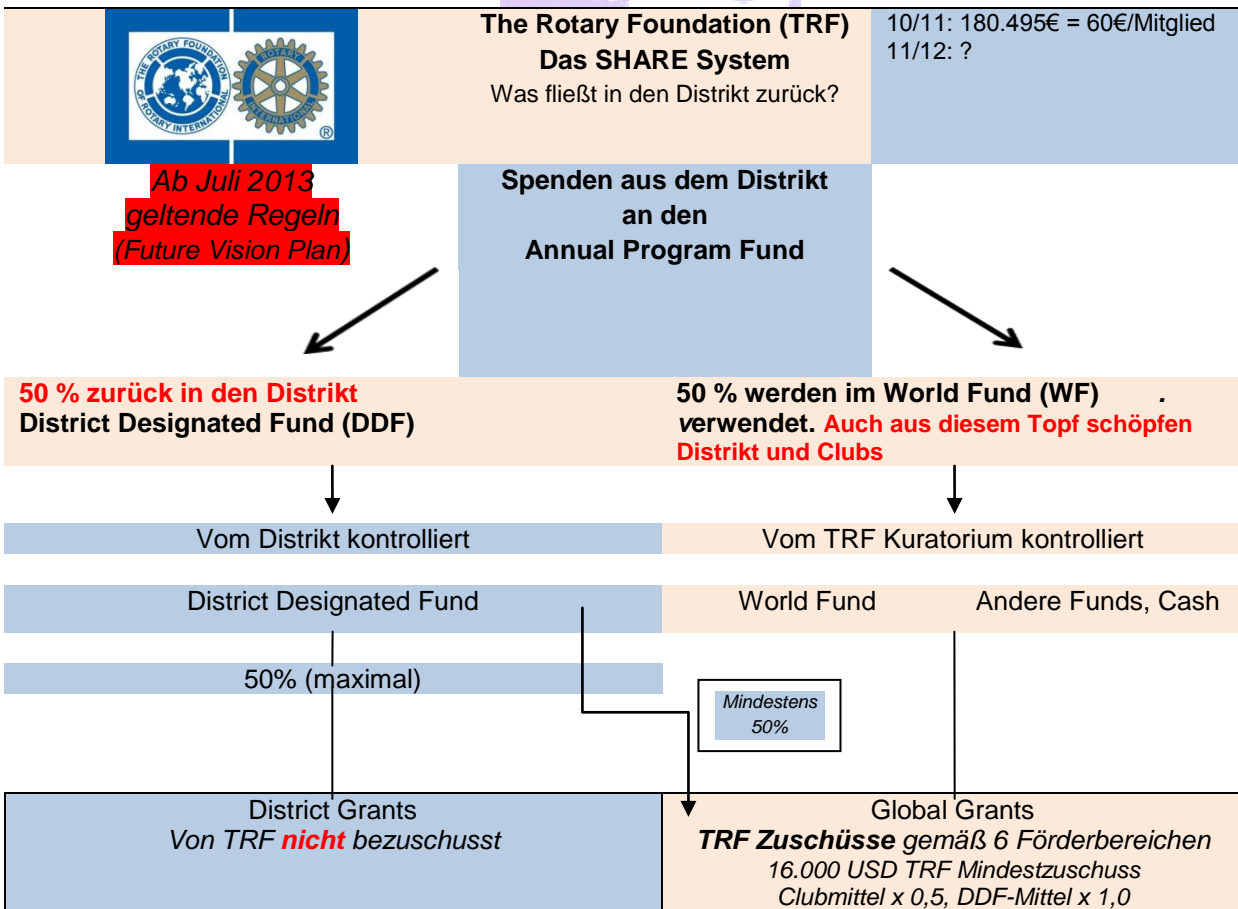 THE ROTARY FOUNDATION
OF ROTARY INTERNATIONAL
ROTARY
INTERNATIONAL
®
The Rotary Foundation (TRF)
Das SHARE System
Was fließt in den Distrikt zurück?
10/11: 180.495€ = 60€/Mitglied
11/12: ?
Ab Juli 2013
geltende Regeln
(Future Vision Plan)
Spenden aus dem Distrikt
an den
Annual Program Fund
50 % zurück in den Distrikt
District Designated Fund (DDF)
50 % werden im World Fund (WF) .
verwendet. Auch aus diesem Topf schöpfen
Distrikt und Clubs
Vom Distrikt kontrolliert
Vom TRF Kuratorium kontrolliert
District Designated Fund
World Fund Andere Funds, Cash
50% (maximal)
Mindestens
50%
District Grants
Von TRF nicht bezuschusst
Global Grants
TRF Zuschüsse gemäß 6 Förderbereichen
16.000 USD TRF Mindestzuschuss
Clubmittel x 0,5, DDF-Mittel x 1,0